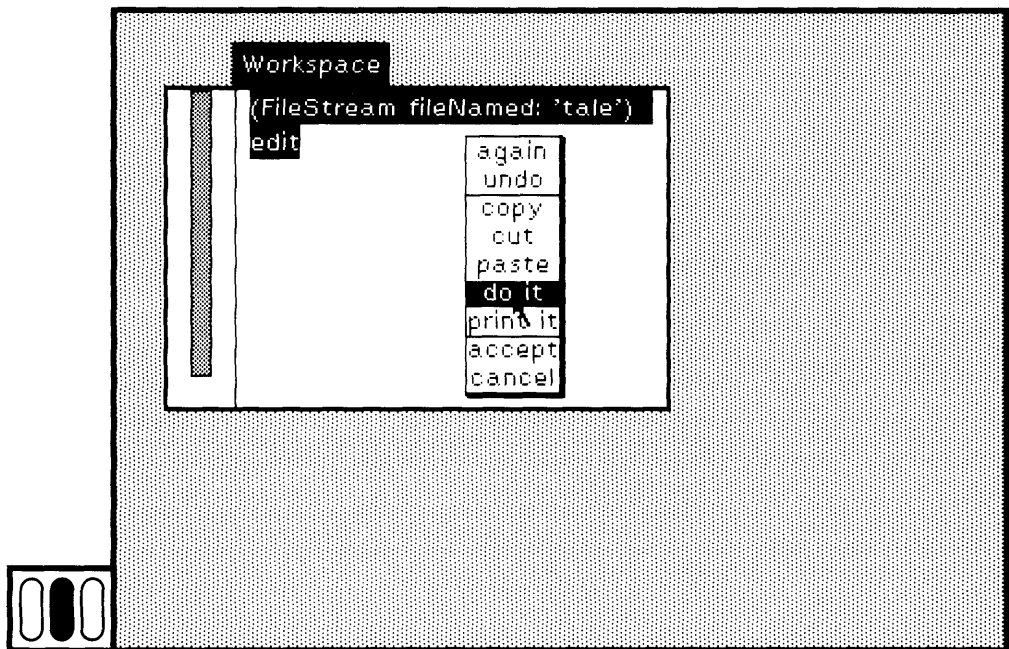 Workspace
(FileStream fileNamed: 'tale')
edit
again
undo
copy
cut
paste
do it
print it
accept
cancel